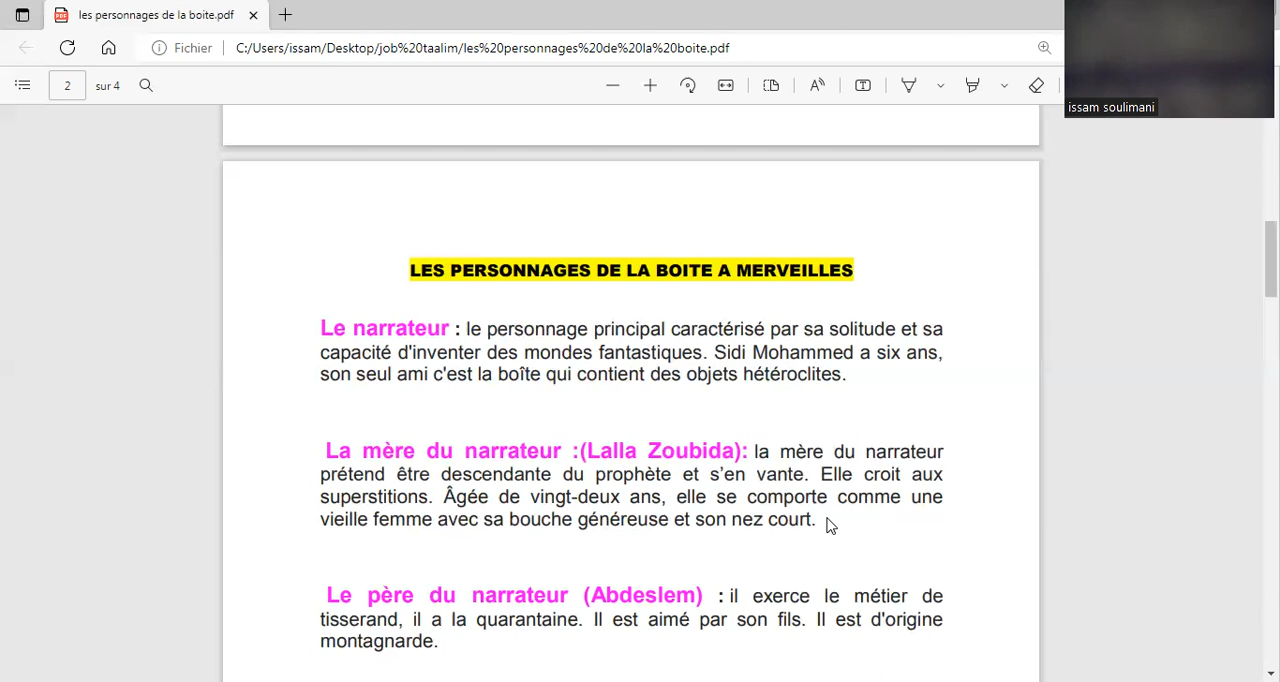 les personnages de la boite.pdf
Fichier
C:/Users/issam/Desktop/job%20taalim/les%20personnages%20de%20la%20boite.pdf
2
sur 4
issam soulimani
LES PERSONNAGES DE LA BOITE A MERVEILLES
Le narrateur : le personnage principal caractérisé par sa solitude et sa
capacité d'inventer des mondes fantastiques. Sidi Mohammed a six ans,
son seul ami c'est la boîte qui contient des objets hétéroclites.
La mère du narrateur :(Lalla Zoubida): la mère du narrateur
prétend être descendante du prophète et s’en vante. Elle croit aux
superstitions. Âgée de vingt-deux ans, elle se comporte comme une
vieille femme avec sa bouche généreuse et son nez court.
Le père du narrateur (Abdeslem) : il exerce le métier de
tisserand, il a la quarantaine. Il est aimé par son fils. Il est d'origine
montagnarde.